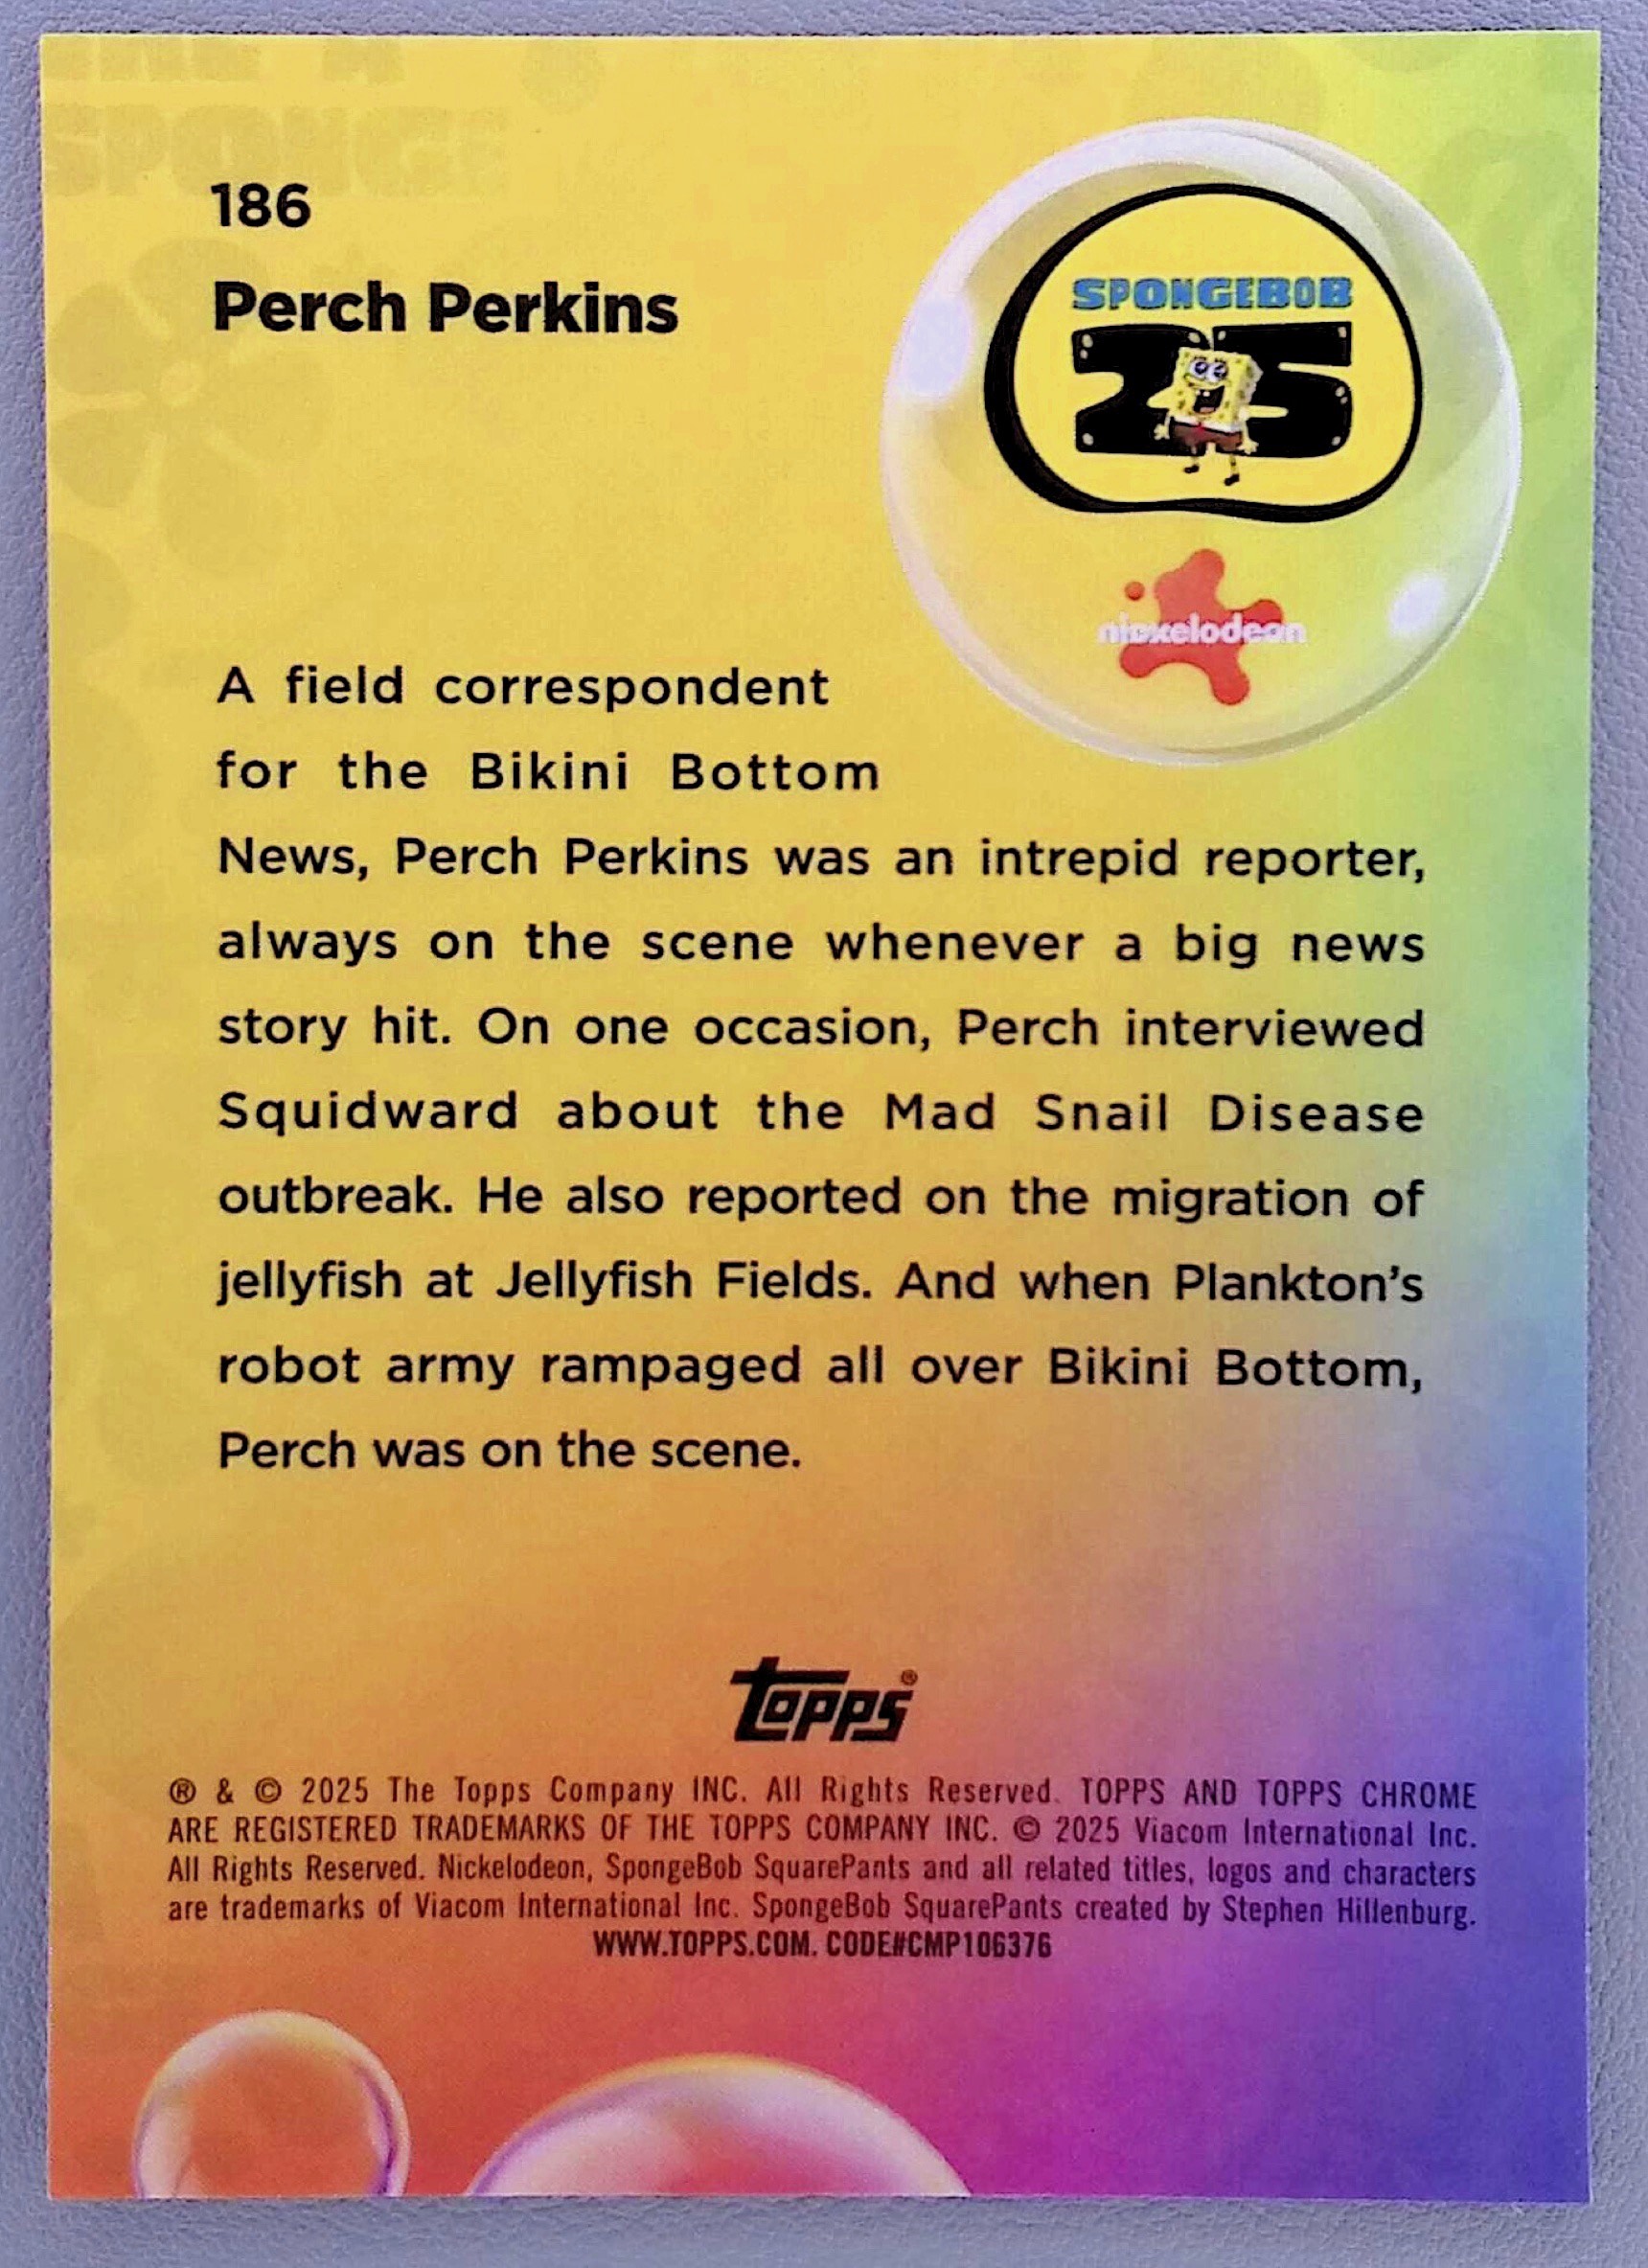 186
Perch Perkins
SPONGEBOB
25
nickelodeon
A field correspondent
for the Bikini Bottom
News, Perch Perkins was an intrepid reporter,
always on the scene whenever a big news
story hit. On one occasion, Perch interviewed
Squidward about the Mad Snail Disease
outbreak. He also reported on the migration of
jellyfish at Jellyfish Fields. And when Plankton’s
robot army rampaged all over Bikini Bottom,
Perch was on the scene.
topps®
® & © 2025 The Topps Company INC. All Rights Reserved. TOPPS AND TOPPS CHROME
ARE REGISTERED TRADEMARKS OF THE TOPPS COMPANY INC. © 2025 Viacom International Inc.
All Rights Reserved. Nickelodeon, SpongeBob SquarePants and all related titles, logos and characters
are trademarks of Viacom International Inc. SpongeBob SquarePants created by Stephen Hillenburg.
WWW.TOPPS.COM. CODE#CMP106376